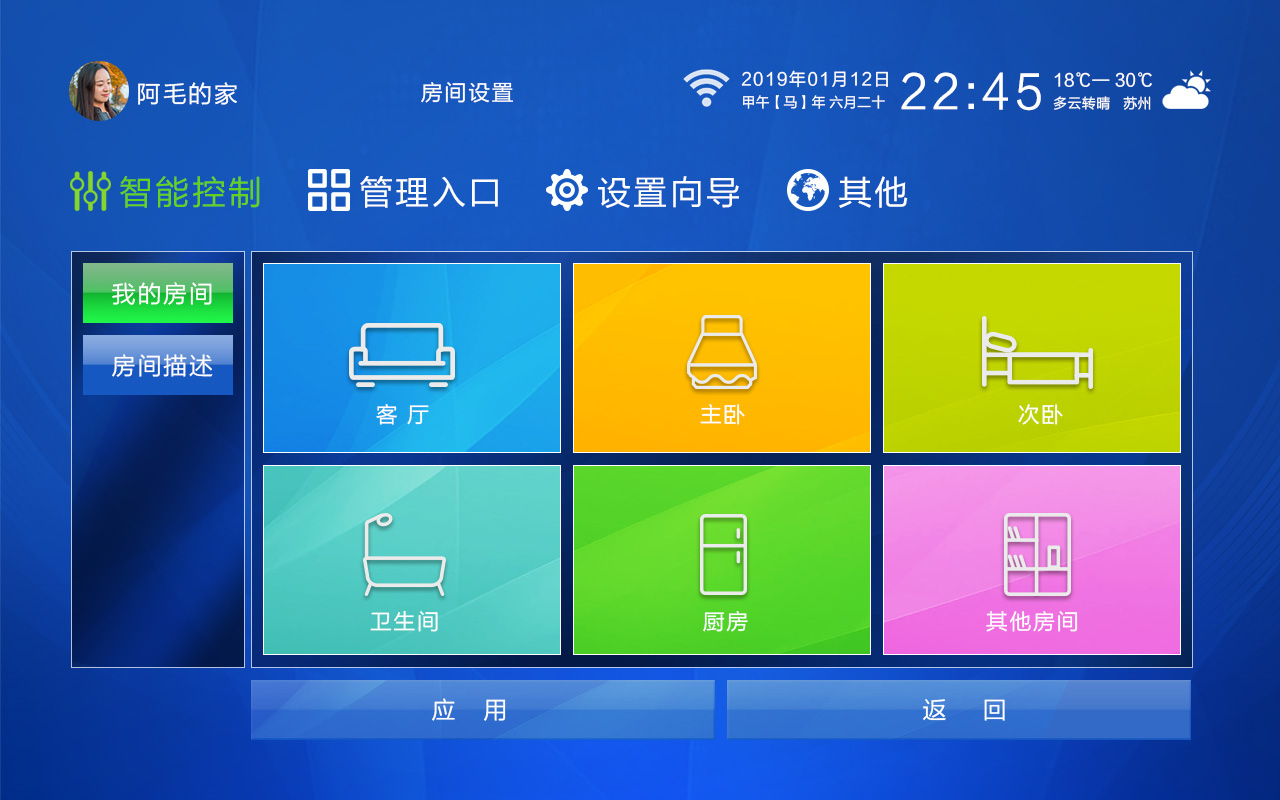 阿毛的家
房间设置
2019年01月12日
甲午【马】年 六月二十
22:45
18℃— 30℃
多云转晴 苏州
智能控制
管理入口
设置向导
其他
我的房间
房间描述
客 厅
主卧
次卧
卫生间
厨房
其他房间
应 用
返 回